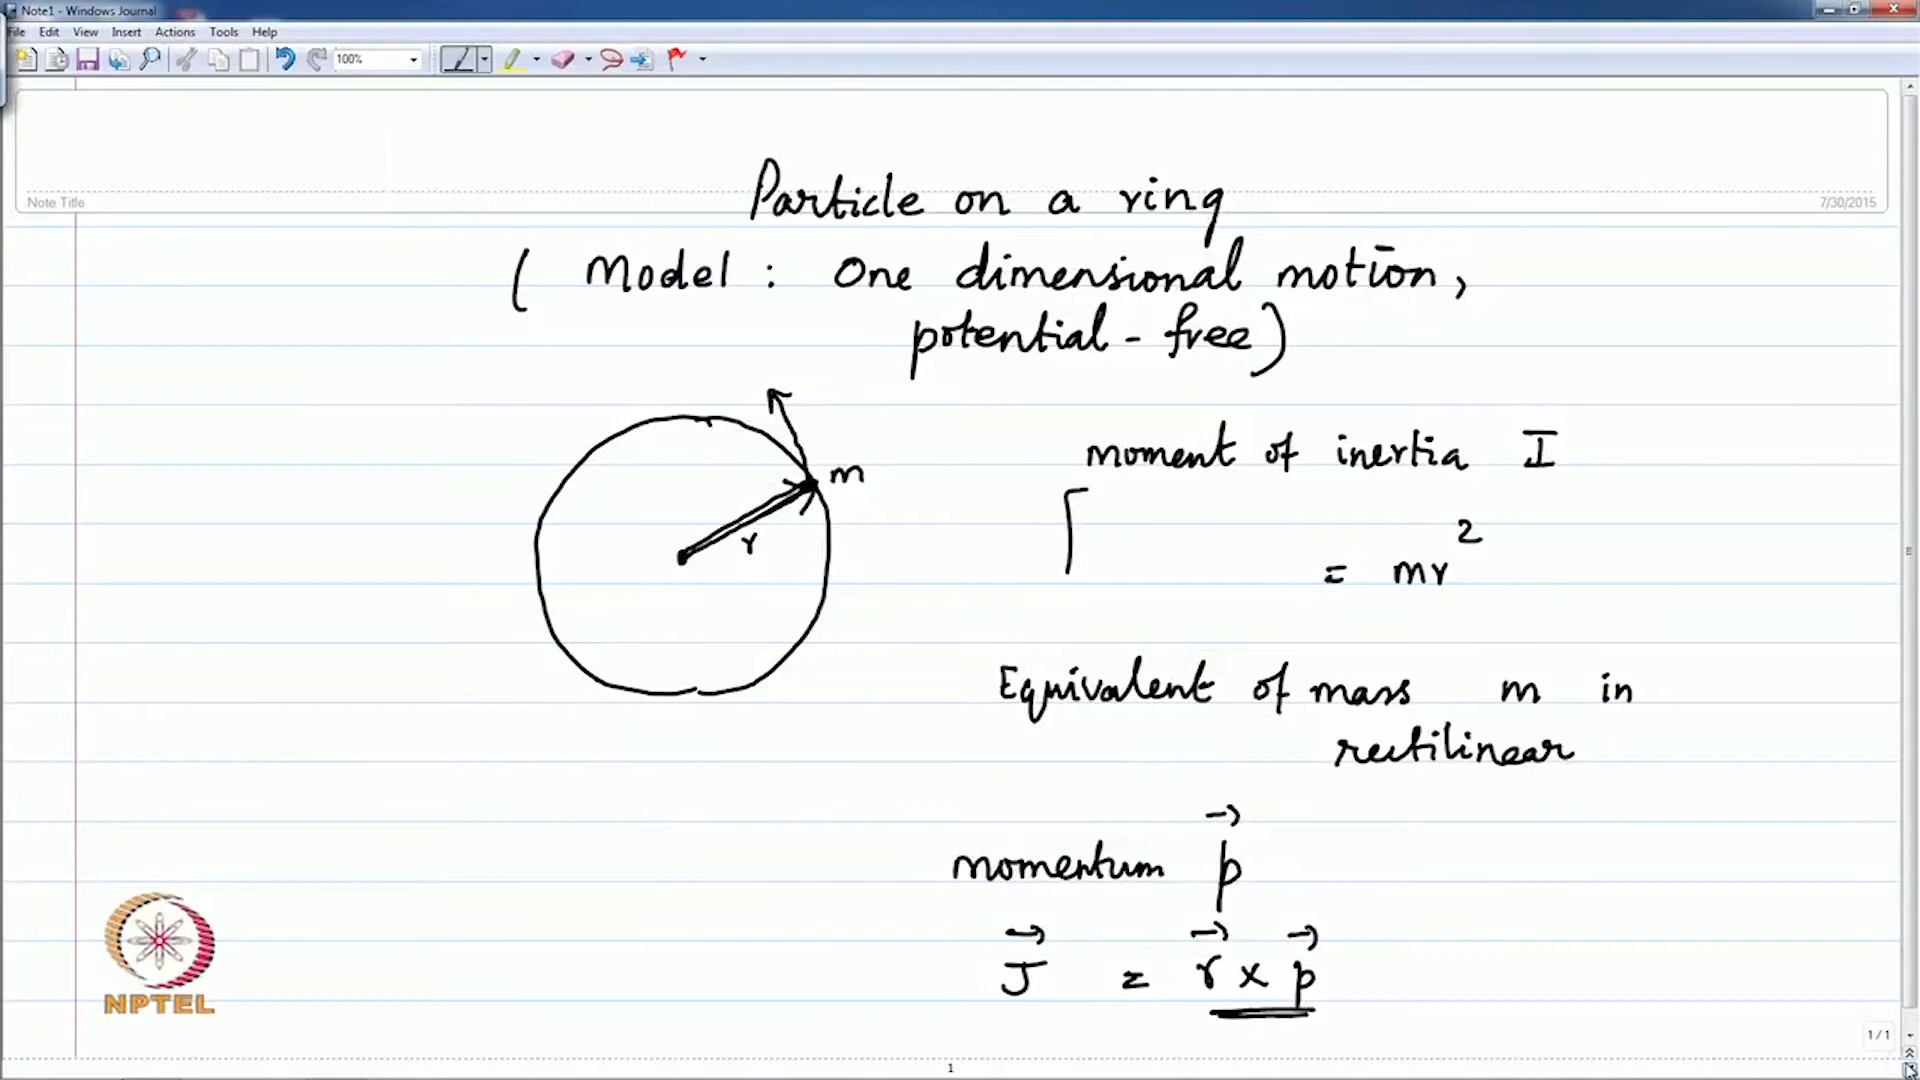 Note1 - Windows Journal
File Edit View Insert Actions Tools Help
100%
Note Title
7/30/2015
Particle on a ring
( Model : One dimensional motion,
potential - free)
m
r
moment of inertia I
= mr²
Equivalent of mass m in
rectilinear
momentum p⃗
J⃗ = r⃗ × p⃗
NPTEL
1/1
1